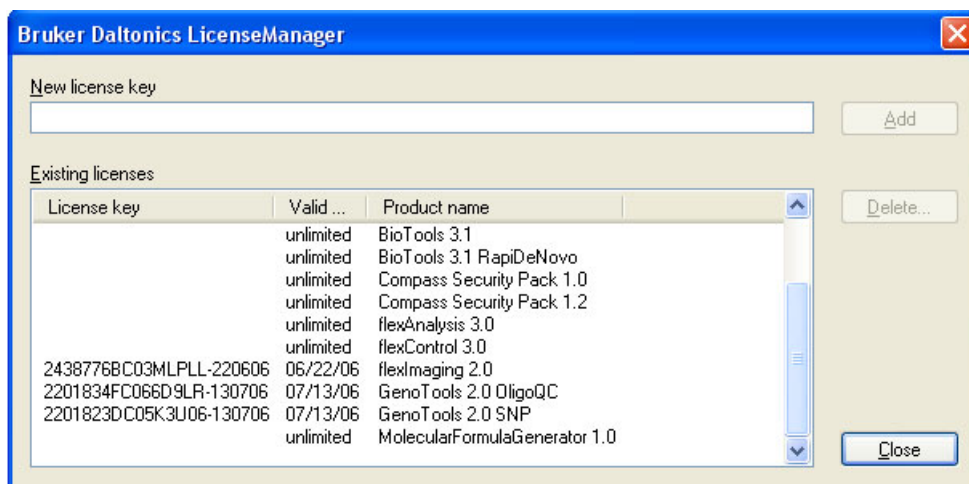 Bruker Daltonics LicenseManager
New license key
Add
Existing licenses
License key Valid ... Product name
Delete...
unlimited BioTools 3.1
unlimited BioTools 3.1 RapiDeNovo
unlimited Compass Security Pack 1.0
unlimited Compass Security Pack 1.2
unlimited flexAnalysis 3.0
unlimited flexControl 3.0
2438776BC03MLPLL-220606 06/22/06 flexImaging 2.0
2201834FC066D9LR-130706 07/13/06 GenoTools 2.0 OligoQC
2201823DC05K3U06-130706 07/13/06 GenoTools 2.0 SNP
unlimited MolecularFormulaGenerator 1.0
Close